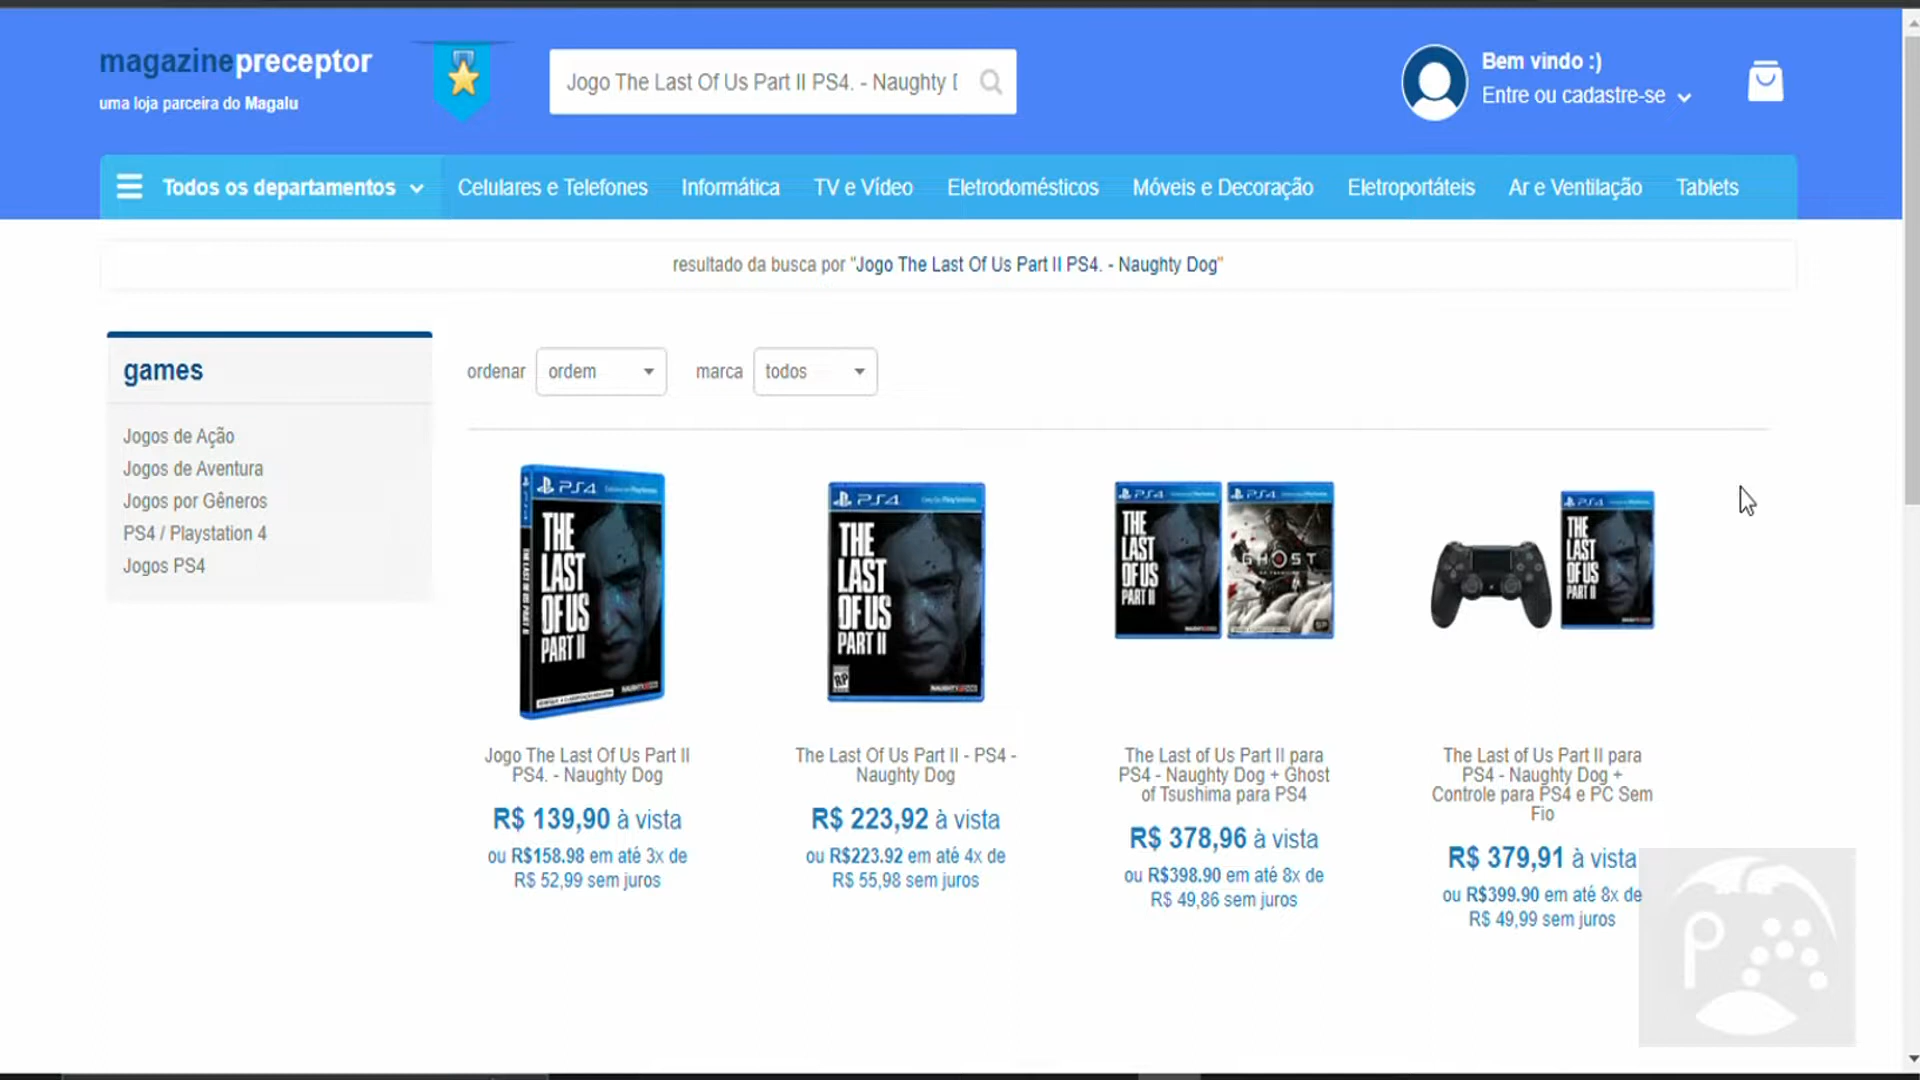 magazinepreceptor
uma loja parceira do Magalu
Jogo The Last Of Us Part II PS4. - Naughty
Bem vindo :)
Entre ou cadastre-se
Todos os departamentos
Celulares e Telefones
Informática
TV e Vídeo
Eletrodomésticos
Móveis e Decoração
Eletroportáteis
Ar e Ventilação
Tablets
resultado da busca por "Jogo The Last Of Us Part II PS4. - Naughty Dog"
games
Jogos de Ação
Jogos de Aventura
Jogos por Gêneros
PS4 / Playstation 4
Jogos PS4
ordenar
ordem
marca
todos
PS4
THE
LAST
OF US
PART II
PS4
THE
LAST
OF US
PART II
RP
PS4
THE
LAST
OF US
PART II
PS4
GHOST
PS4
THE
LAST
OF US
PART II
Jogo The Last Of Us Part II
PS4. - Naughty Dog
R$ 139,90 à vista
ou R$158.98 em até 3x de
R$ 52,99 sem juros
The Last Of Us Part II - PS4 -
Naughty Dog
R$ 223,92 à vista
ou R$223.92 em até 4x de
R$ 55,98 sem juros
The Last of Us Part II para
PS4 - Naughty Dog + Ghost
of Tsushima para PS4
R$ 378,96 à vista
ou R$398.90 em até 8x de
R$ 49,86 sem juros
The Last of Us Part II para
PS4 - Naughty Dog +
Controle para PS4 e PC Sem
Fio
R$ 379,91 à vista
ou R$399.90 em até 8x de
R$ 49,99 sem juros